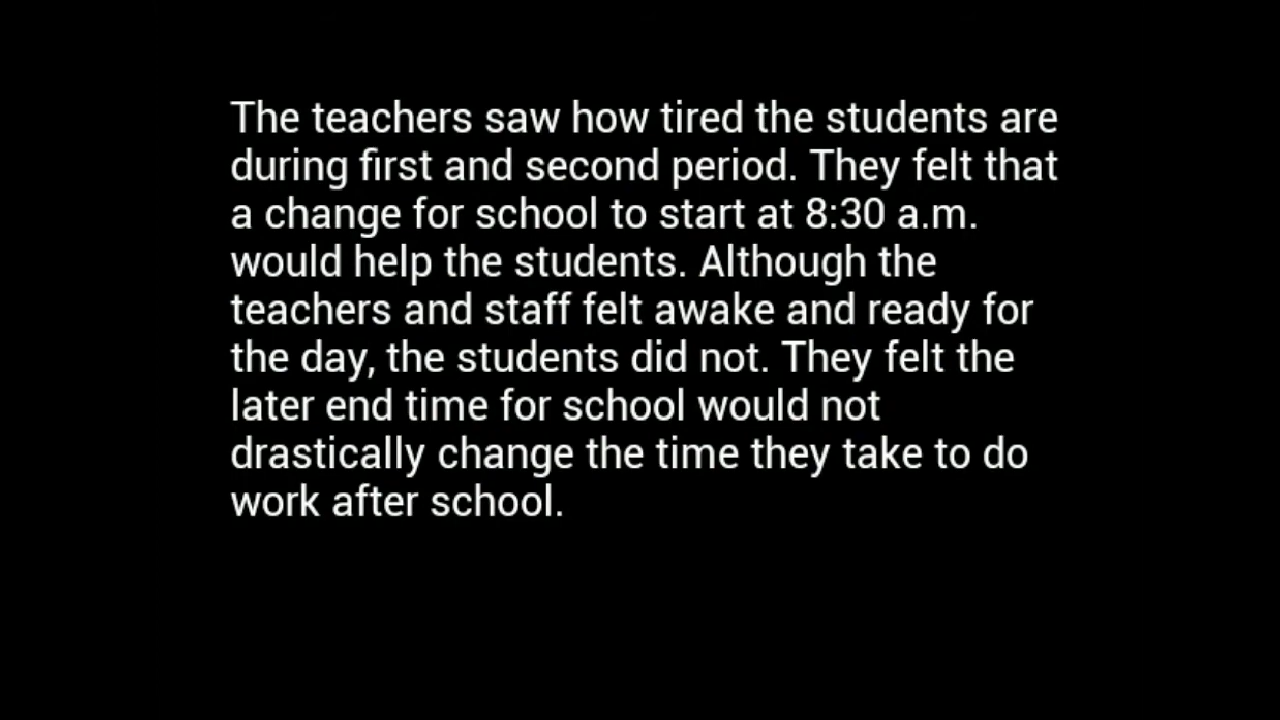 The teachers saw how tired the students are
during first and second period. They felt that
a change for school to start at 8:30 a.m.
would help the students. Although the
teachers and staff felt awake and ready for
the day, the students did not. They felt the
later end time for school would not
drastically change the time they take to do
work after school.